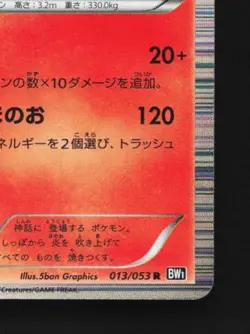 ン 高さ：3.2m 重さ：330.0kg
20+
ンの数×10ダメージを追加。
のお 120
ネルギーを2個選び、トラッシュ
神話に 登場する ポケモン。
しっぽから 炎を 吹き上げて
すべての ものを 焼きつくす。
Illus. 5ban Graphics 013/053 R BW1
/Creatures/GAME FREAK.